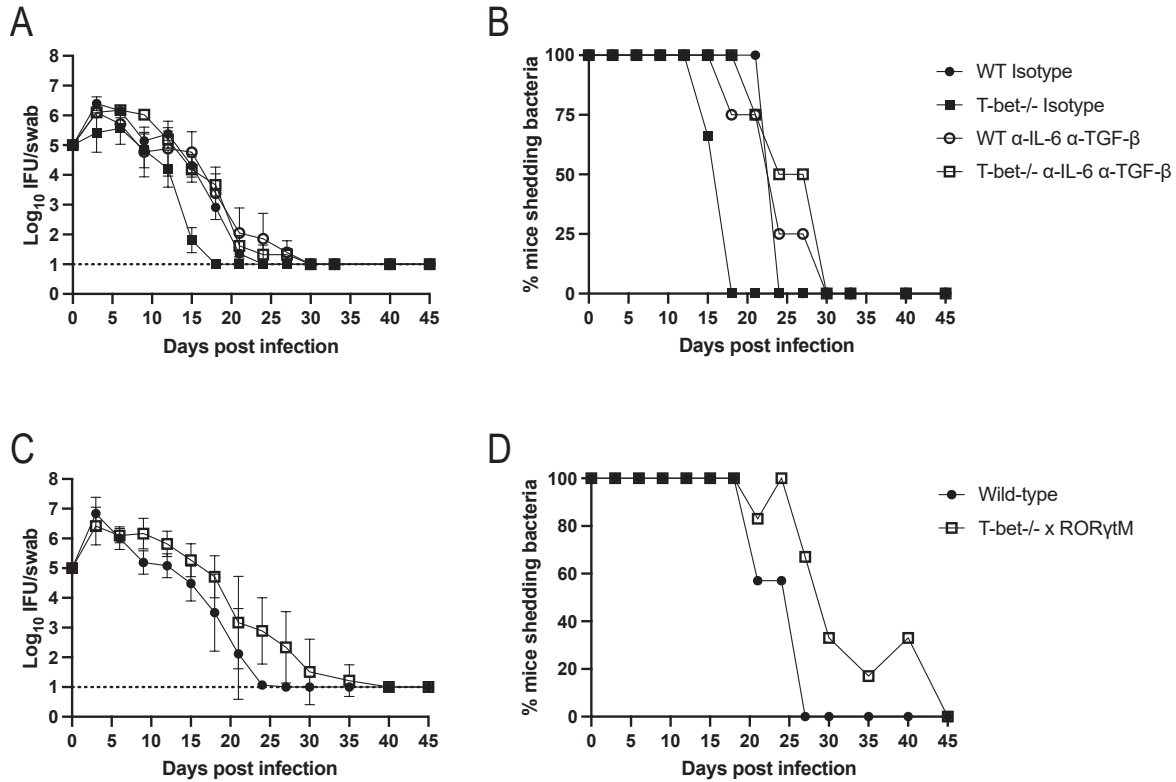 A
Log10 IFU/swab
8
7
6
5
4
3
2
1
0
0 5 10 15 20 25 30 35 40 45
Days post infection
B
% mice shedding bacteria
100
75
50
25
0
0 5 10 15 20 25 30 35 40 45
Days post infection
WT Isotype
T-bet-/- Isotype
WT α-IL-6 α-TGF-β
T-bet-/- α-IL-6 α-TGF-β
C
Log10 IFU/swab
8
7
6
5
4
3
2
1
0
0 5 10 15 20 25 30 35 40 45
Days post infection
D
% mice shedding bacteria
100
80
60
40
20
0
0 5 10 15 20 25 30 35 40 45
Days post infection
Wild-type
T-bet-/- x RORγtM